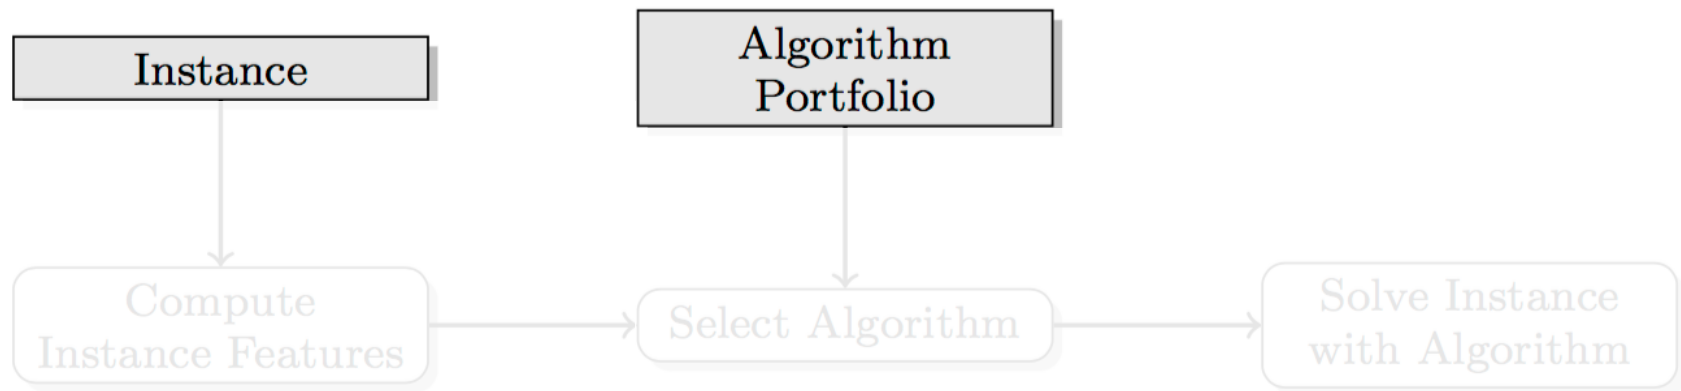 Instance
Algorithm
Portfolio
Compute
Instance Features
Select Algorithm
Solve Instance
with Algorithm